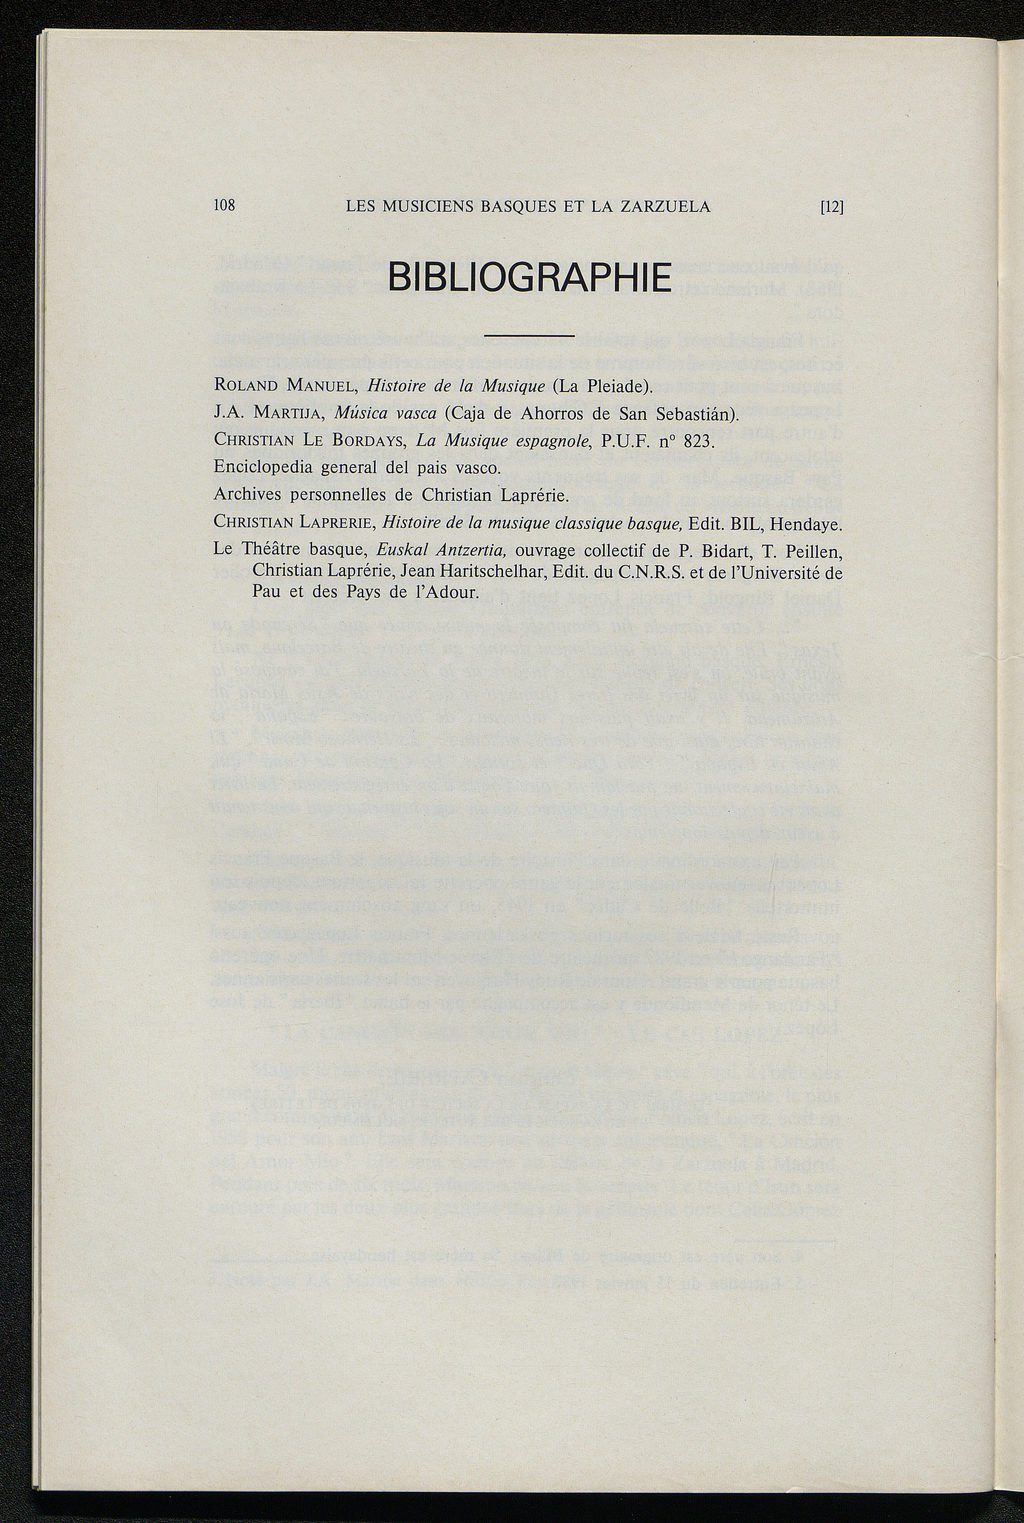 108 LES MUSICIENS BASQUES ET LA ZARZUELA [12]
BIBLIOGRAPHIE
ROLAND MANUEL, Histoire de la Musique (La Pleiade).
J.A. MARTIJA, Música vasca (Caja de Ahorros de San Sebastián).
CHRISTIAN LE BORDAYS, La Musique espagnole, P.U.F. n° 823.
Enciclopedia general del pais vasco.
Archives personnelles de Christian Laprérie.
CHRISTIAN LAPRERIE, Histoire de la musique classique basque, Edit. BIL, Hendaye.
Le Théâtre basque, Euskal Antzertia, ouvrage collectif de P. Bidart, T. Peillen,
Christian Laprérie, Jean Haritschelhar, Edit. du C.N.R.S. et de l'Université de
Pau et des Pays de l'Adour.